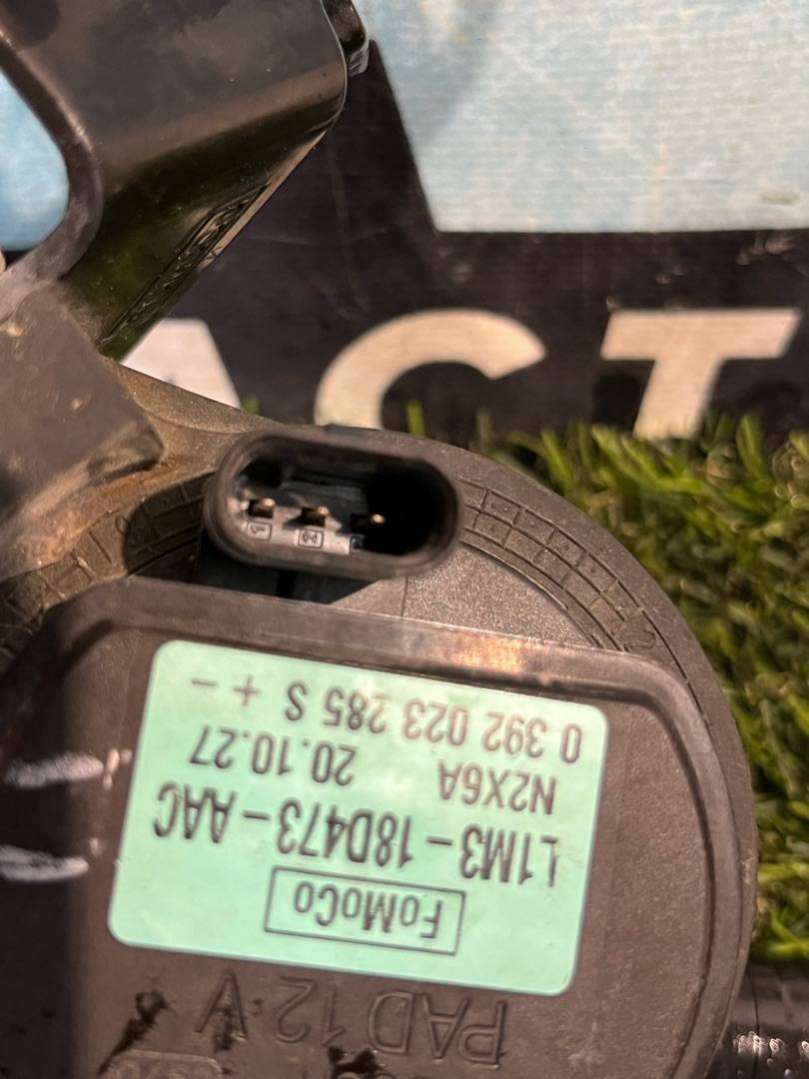 ACT
FoMoCo
L1M3-18D473-AAC
N2X6A 20.10.27
0 392 023 285 S + -
PAD 12 V